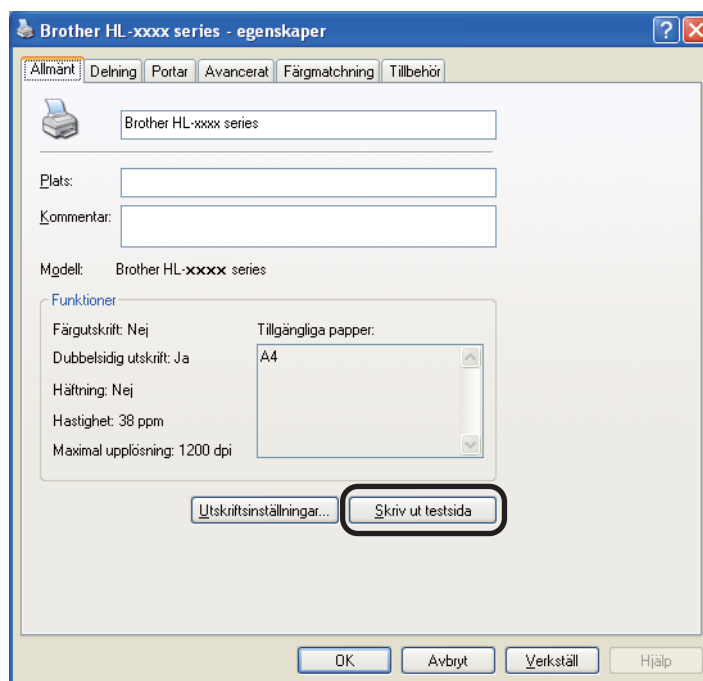 Brother HL-xxxx series - egenskaper
Allmänt Delning Portar Avancerat Färgmatchning Tillbehör
Brother HL-xxxx series
Plats:
Kommentar:
Modell: Brother HL-xxxx series
Funktioner
Färgutskrift: Nej Tillgängliga papper:
Dubbelsidig utskrift: Ja A4
Häftning: Nej
Hastighet: 38 ppm
Maximal upplösning: 1200 dpi
Utskriftsinställningar... Skriv ut testsida
OK Avbryt Verkställ Hjälp